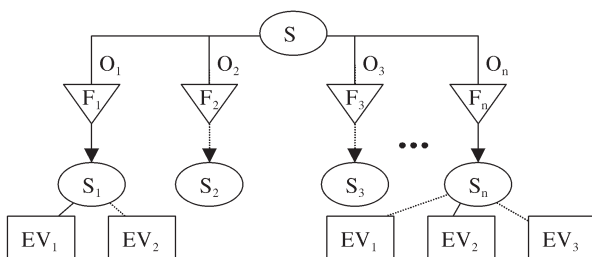 S
O₁ O₂ O₃ Oₙ
F₁ F₂ F₃ Fₙ
•••
S₁ S₂ S₃ Sₙ
EV₁ EV₂ EV₁ EV₂ EV₃